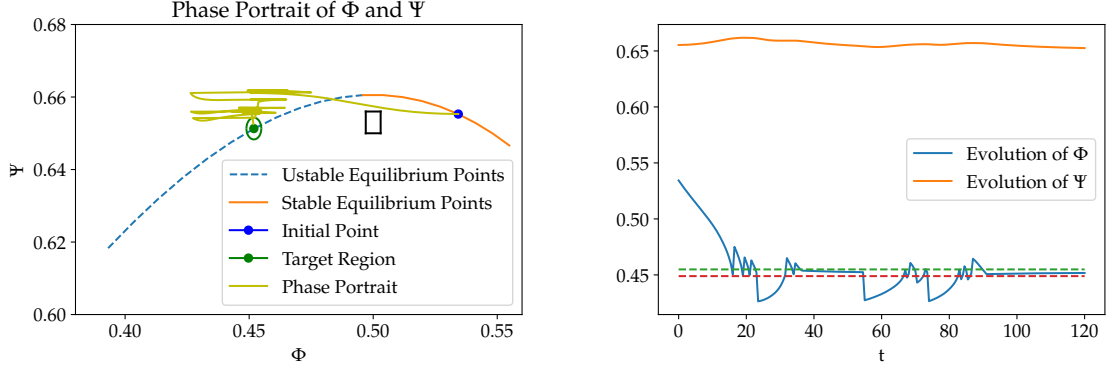 Phase Portrait of Φ and Ψ
0.68
0.66
0.64
0.62
0.60
Ψ
0.40
0.45
0.50
0.55
Φ
Ustable Equilibrium Points
Stable Equilibrium Points
Initial Point
Target Region
Phase Portrait
0.65
0.60
0.55
0.50
0.45
0
20
40
60
80
100
120
t
Evolution of Φ
Evolution of Ψ